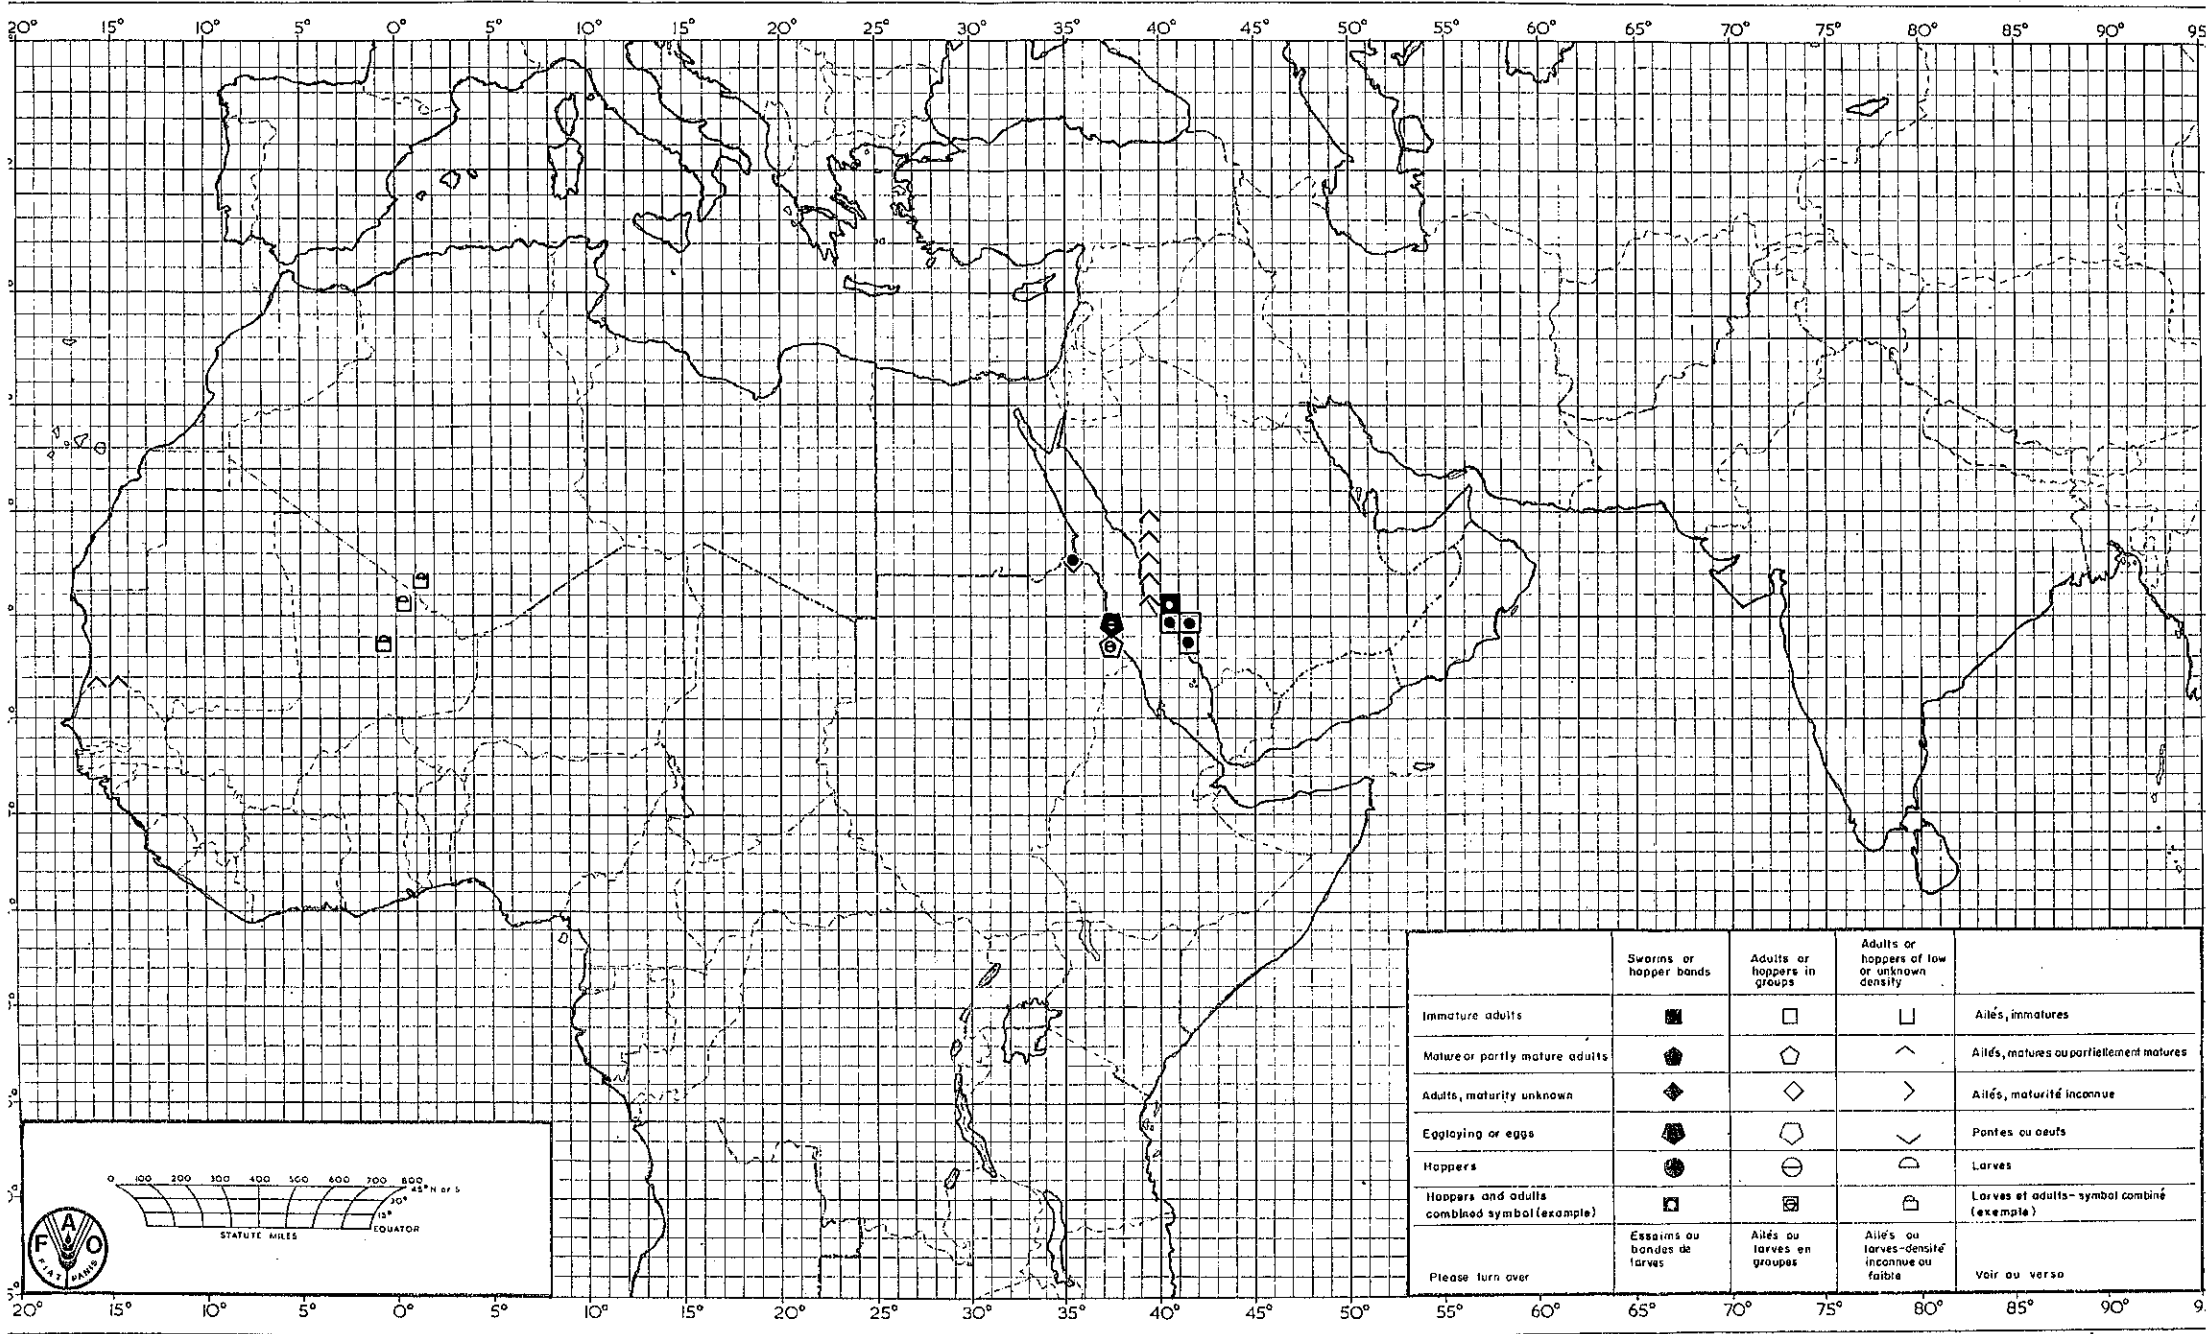 20° 15° 10° 5° 0° 5° 10° 15° 20° 25° 30° 35° 40° 45° 50° 55° 60° 65° 70° 75° 80° 85° 90° 95
Swarms or hopper bands
Adults or hoppers in groups
Adults or hoppers of low or unknown density
Immature adults
Ailés, immatures
Mature or partly mature adults
Ailés, matures ou partiellement matures
Adults, maturity unknown
Ailés, maturité inconnue
Egglaying or eggs
Pontes ou oeufs
Hoppers
Larves
Hoppers and adults
combined symbol (example)
Larves et adults - symbol combiné
(exemple)
Essaims ou bandes de larves
Ailés ou larves en groupes
Ailés ou larves-densité inconnue ou faible
Please turn over
Voir au verso
0 100 200 300 400 500 600 700 800
45° N or S
30°
15°
EQUATOR
STATUTE MILES
F A O
FIAT PANIS
20° 15° 10° 5° 0° 5° 10° 15° 20° 25° 30° 35° 40° 45° 50° 55° 60° 65° 70° 75° 80° 85° 90° 9